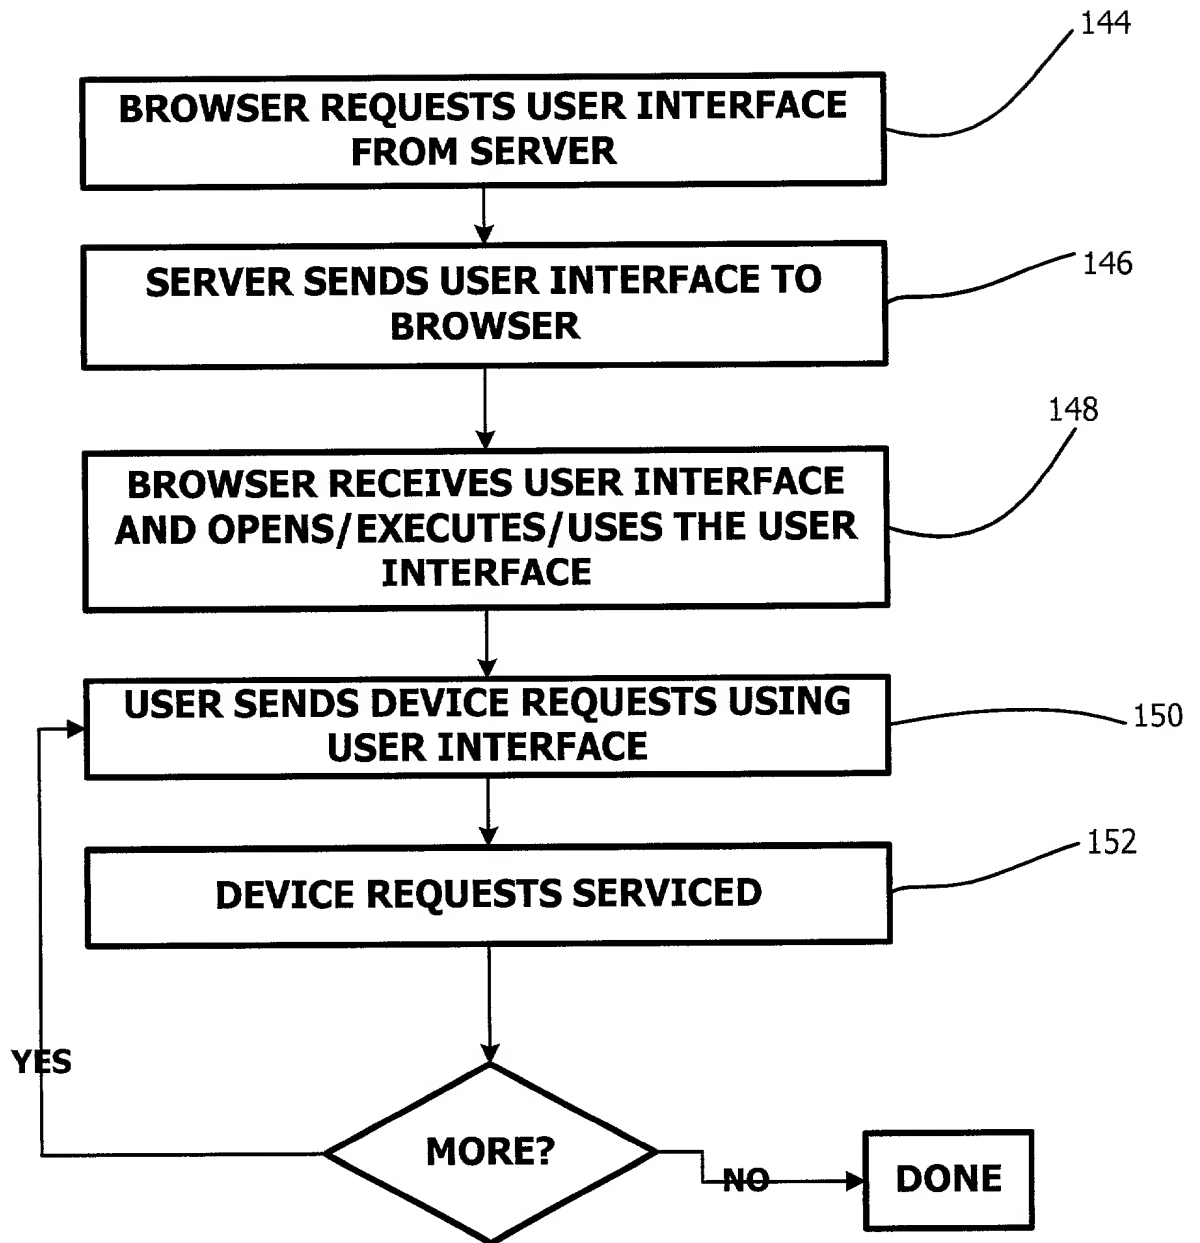 144
BROWSER REQUESTS USER INTERFACE
FROM SERVER
146
SERVER SENDS USER INTERFACE TO
BROWSER
148
BROWSER RECEIVES USER INTERFACE
AND OPENS/EXECUTES/USES THE USER
INTERFACE
150
USER SENDS DEVICE REQUESTS USING
USER INTERFACE
152
DEVICE REQUESTS SERVICED
YES
MORE?
NO
DONE